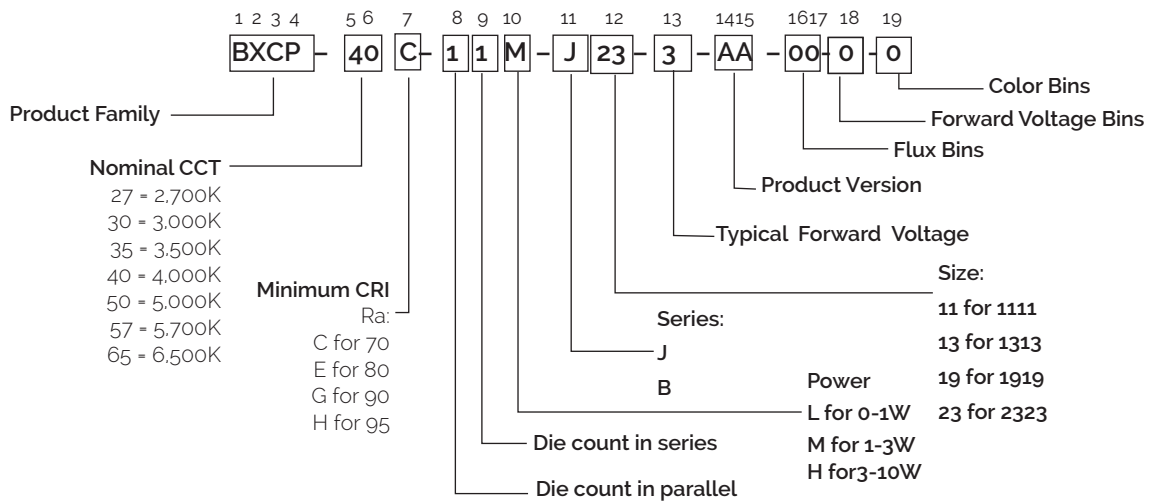 1 2 3 4 5 6 7 8 9 10 11 12 13 1415 1617 18 19
BXCP – 40 C – 1 1 M – J 23 – 3 – AA – 00 - 0 - 0
Color Bins
Product Family
Forward Voltage Bins
Flux Bins
Nominal CCT
27 = 2,700K
30 = 3,000K
35 = 3,500K
40 = 4,000K
50 = 5,000K
57 = 5,700K
65 = 6,500K
Product Version
Typical Forward Voltage
Minimum CRI
Ra:
C for 70
E for 80
G for 90
H for 95
Size:
11 for 1111
13 for 1313
19 for 1919
23 for 2323
Series:
J
B
Power
L for 0-1W
M for 1-3W
H for3-10W
Die count in series
Die count in parallel